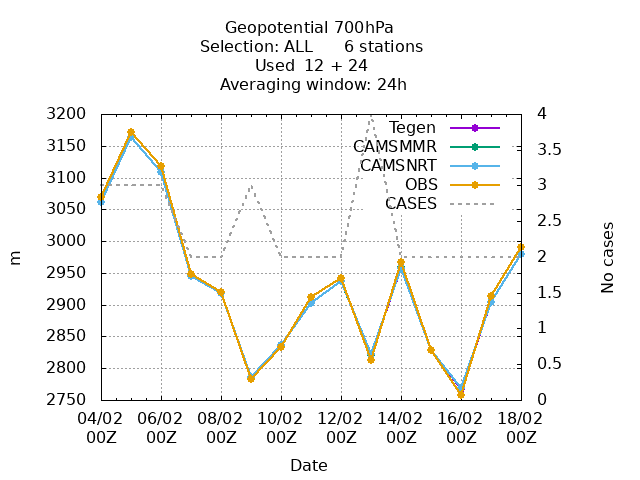 Geopotential 700hPa
Selection: ALL      6 stations
Used  12 + 24
Averaging window: 24h
3200
3150
3100
3050
3000
2950
2900
2850
2800
2750
m
Tegen
CAMSMMR
CAMSNRT
OBS
CASES
4
3.5
3
2.5
2
1.5
1
0.5
0
No cases
04/02 06/02 08/02 10/02 12/02 14/02 16/02 18/02
00Z 00Z 00Z 00Z 00Z 00Z 00Z 00Z
Date